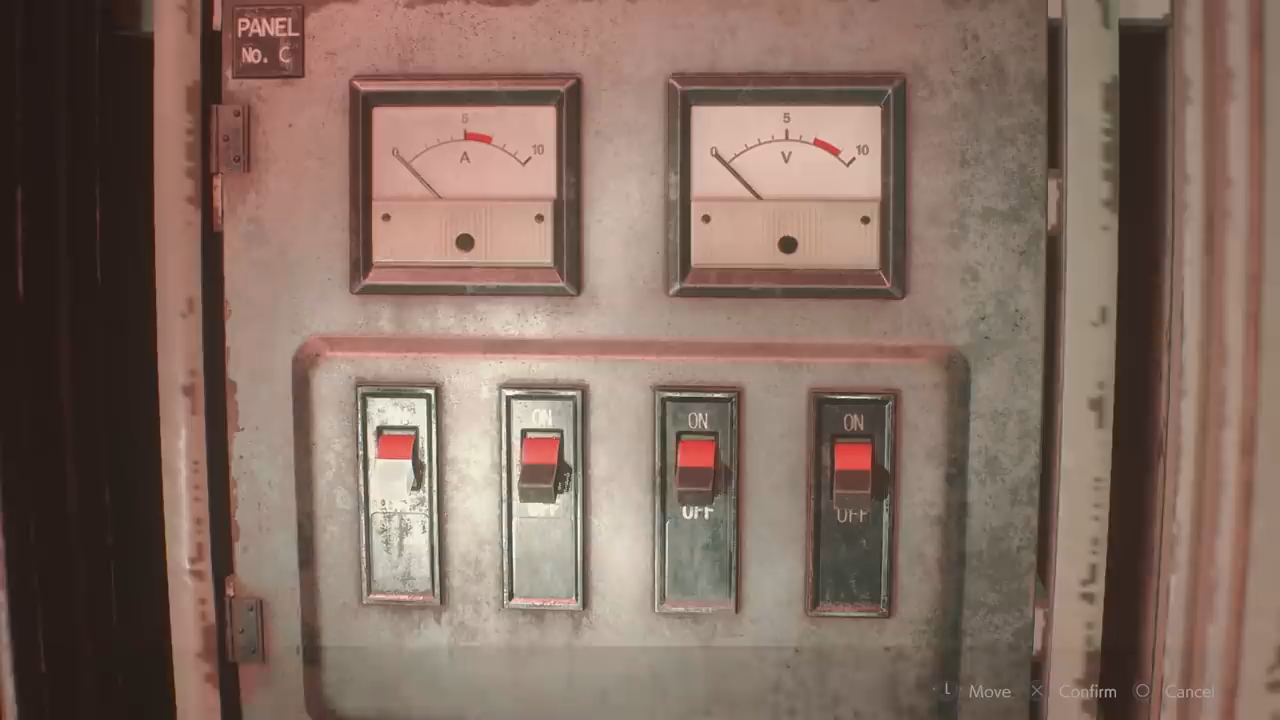 PANEL
No. C
0 5 10
A
0 5 10
V
ON
ON
OFF
ON
OFF
L Move X Confirm O Cancel